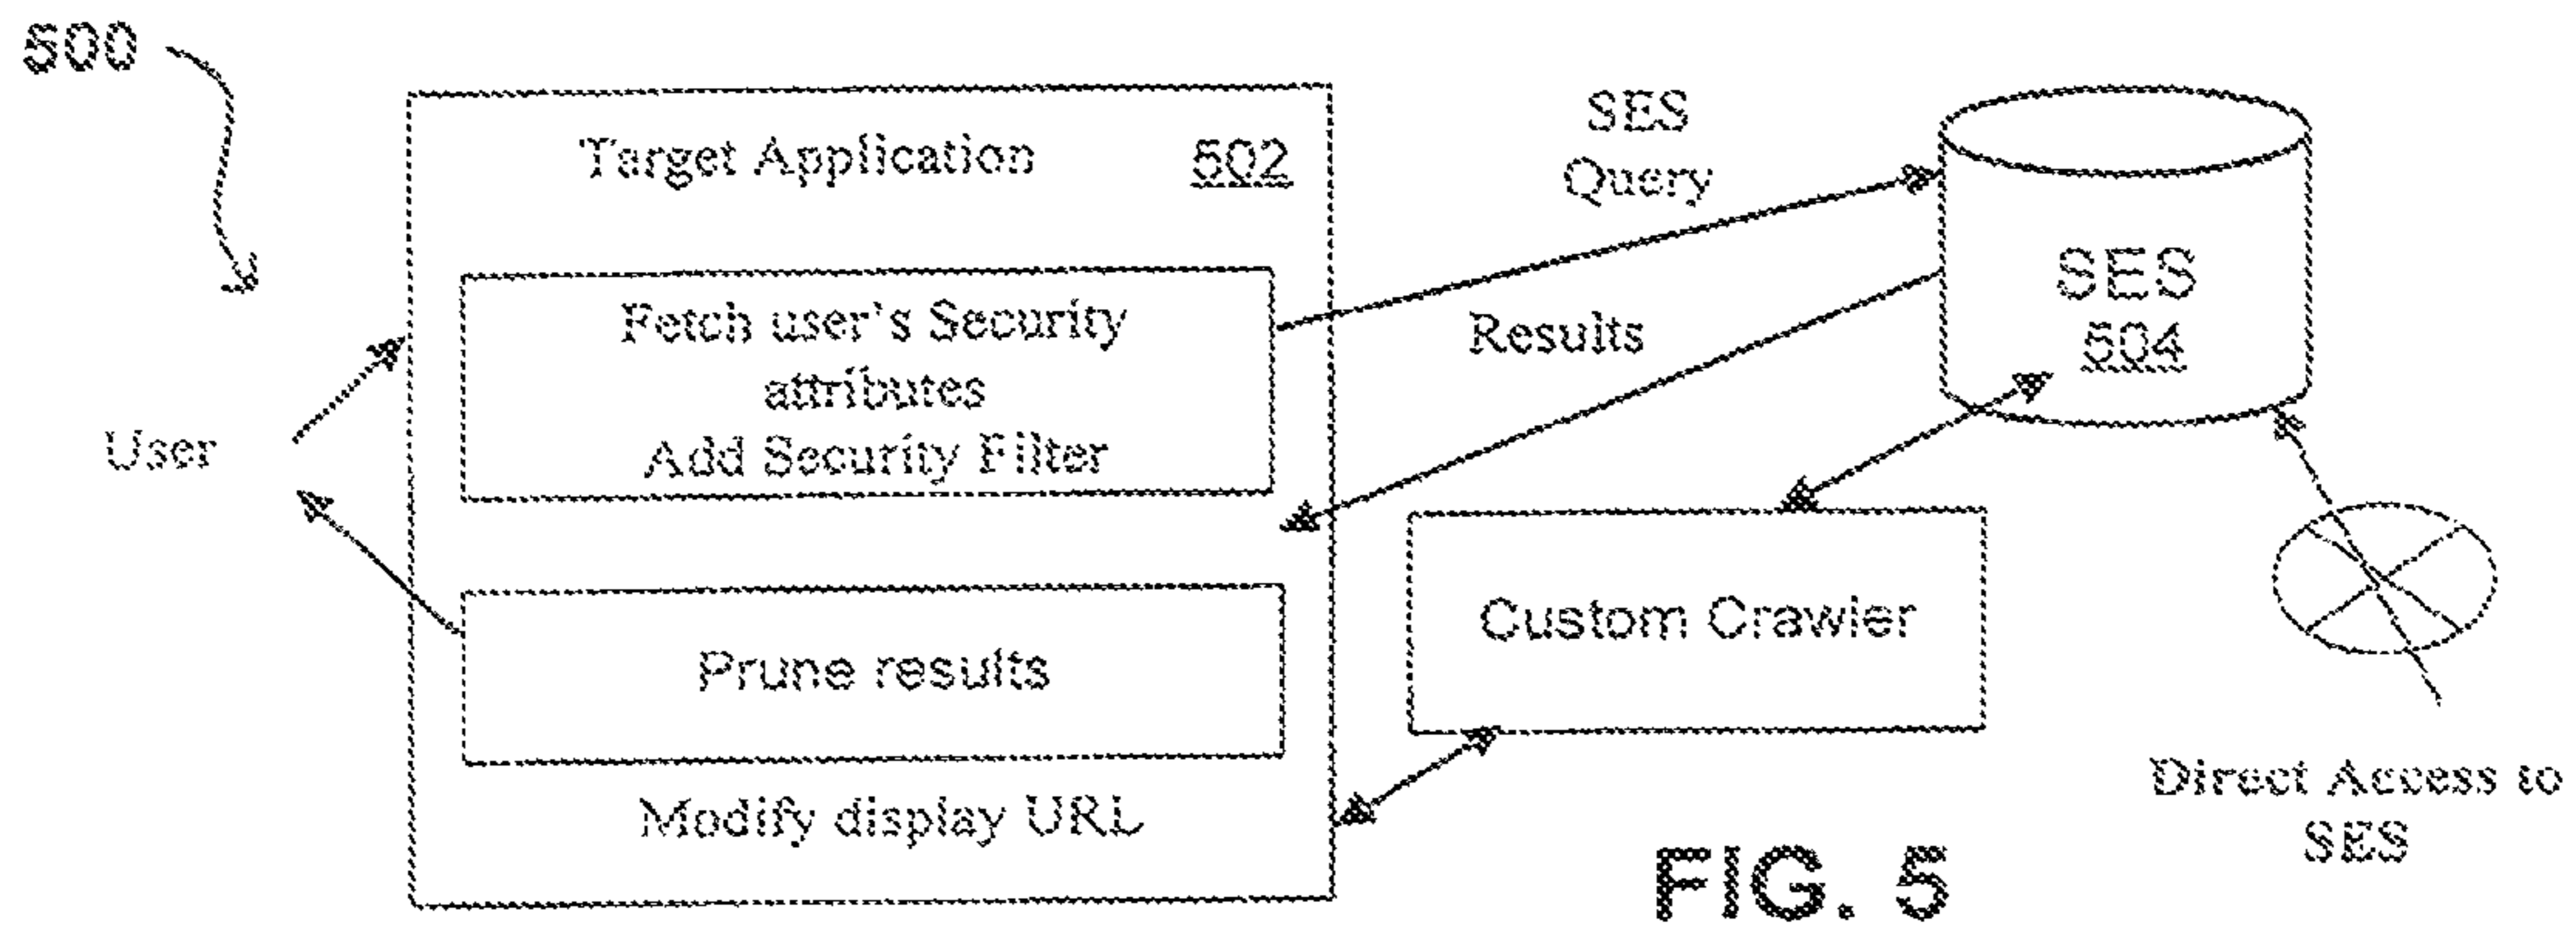 500
Target Application 502
Fetch user's Security
attributes
Add Security Filter
Prune results
Modify display URL
User
SES
Query
Results
SES
504
Custom Crawler
Direct Access to
SES
FIG. 5